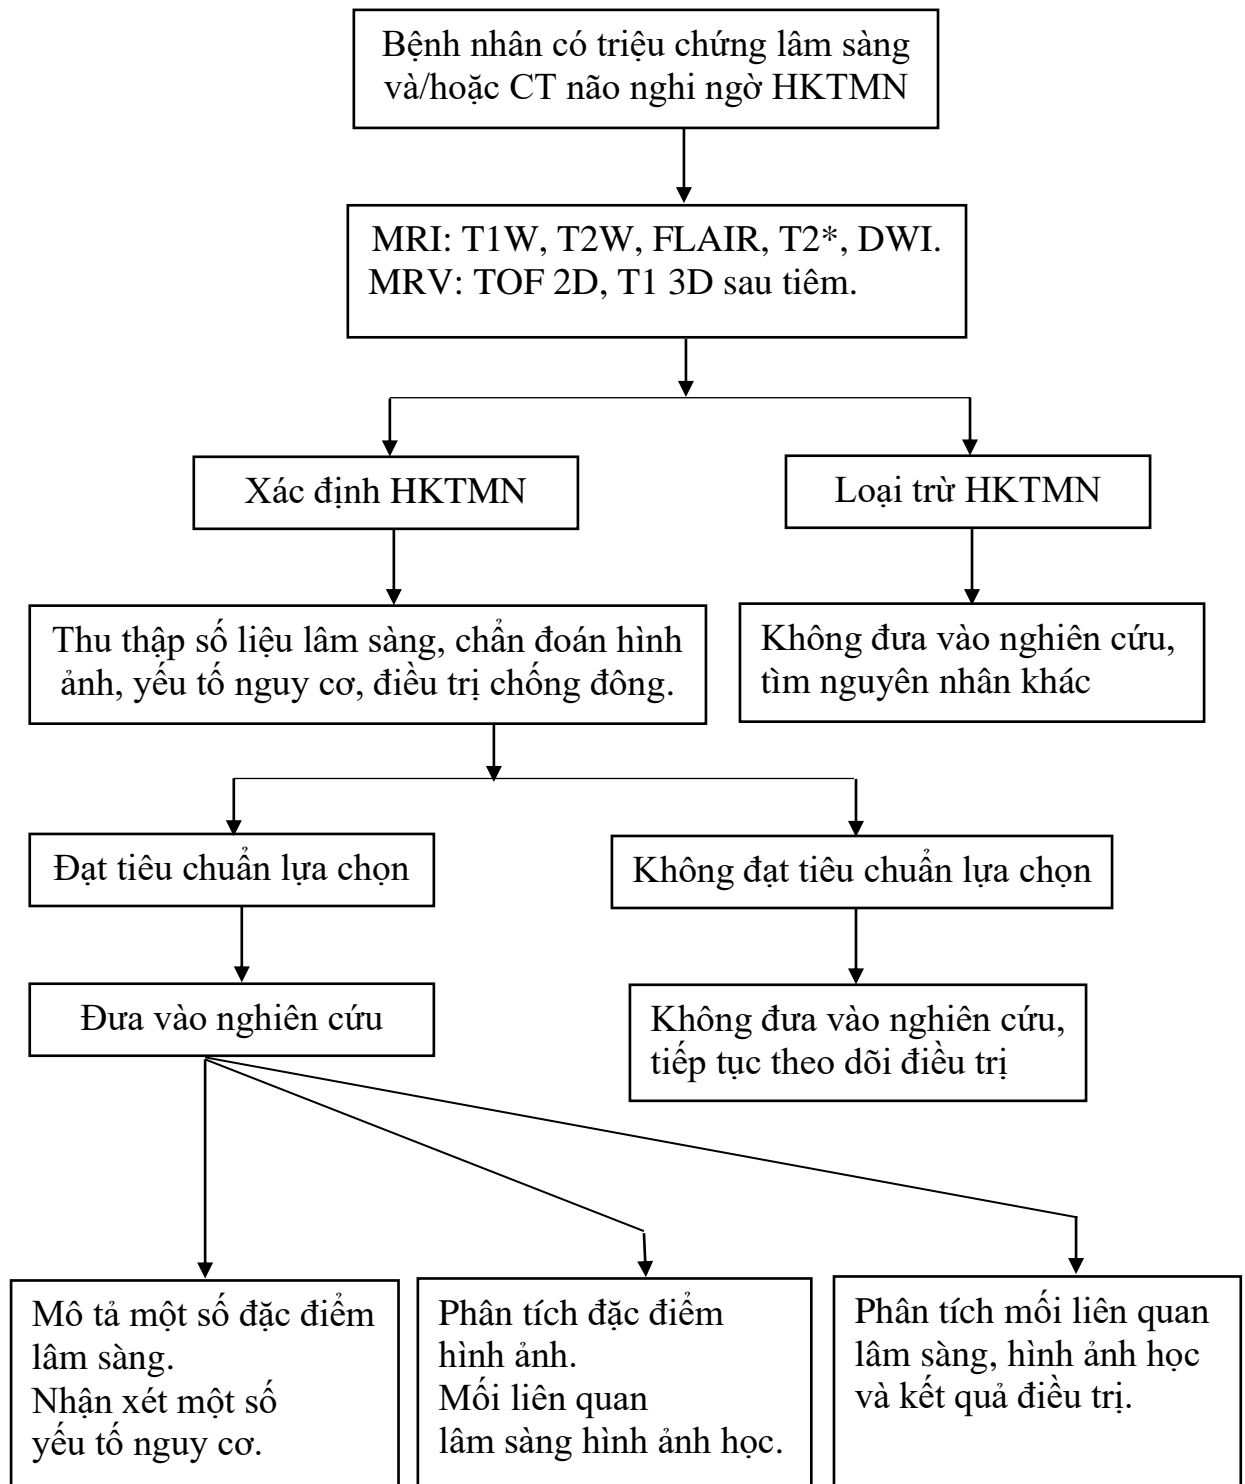 Bệnh nhân có triệu chứng lâm sàng
và/hoặc CT não nghi ngờ HKTMN
MRI: T1W, T2W, FLAIR, T2*, DWI.
MRV: TOF 2D, T1 3D sau tiêm.
Xác định HKTMN
Loại trừ HKTMN
Thu thập số liệu lâm sàng, chẩn đoán hình
ảnh, yếu tố nguy cơ, điều trị chống đông.
Không đưa vào nghiên cứu,
tìm nguyên nhân khác
Đạt tiêu chuẩn lựa chọn
Không đạt tiêu chuẩn lựa chọn
Đưa vào nghiên cứu
Không đưa vào nghiên cứu,
tiếp tục theo dõi điều trị
Mô tả một số đặc điểm
lâm sàng.
Nhận xét một số
yếu tố nguy cơ.
Phân tích đặc điểm
hình ảnh.
Mối liên quan
lâm sàng hình ảnh học.
Phân tích mối liên quan
lâm sàng, hình ảnh học
và kết quả điều trị.